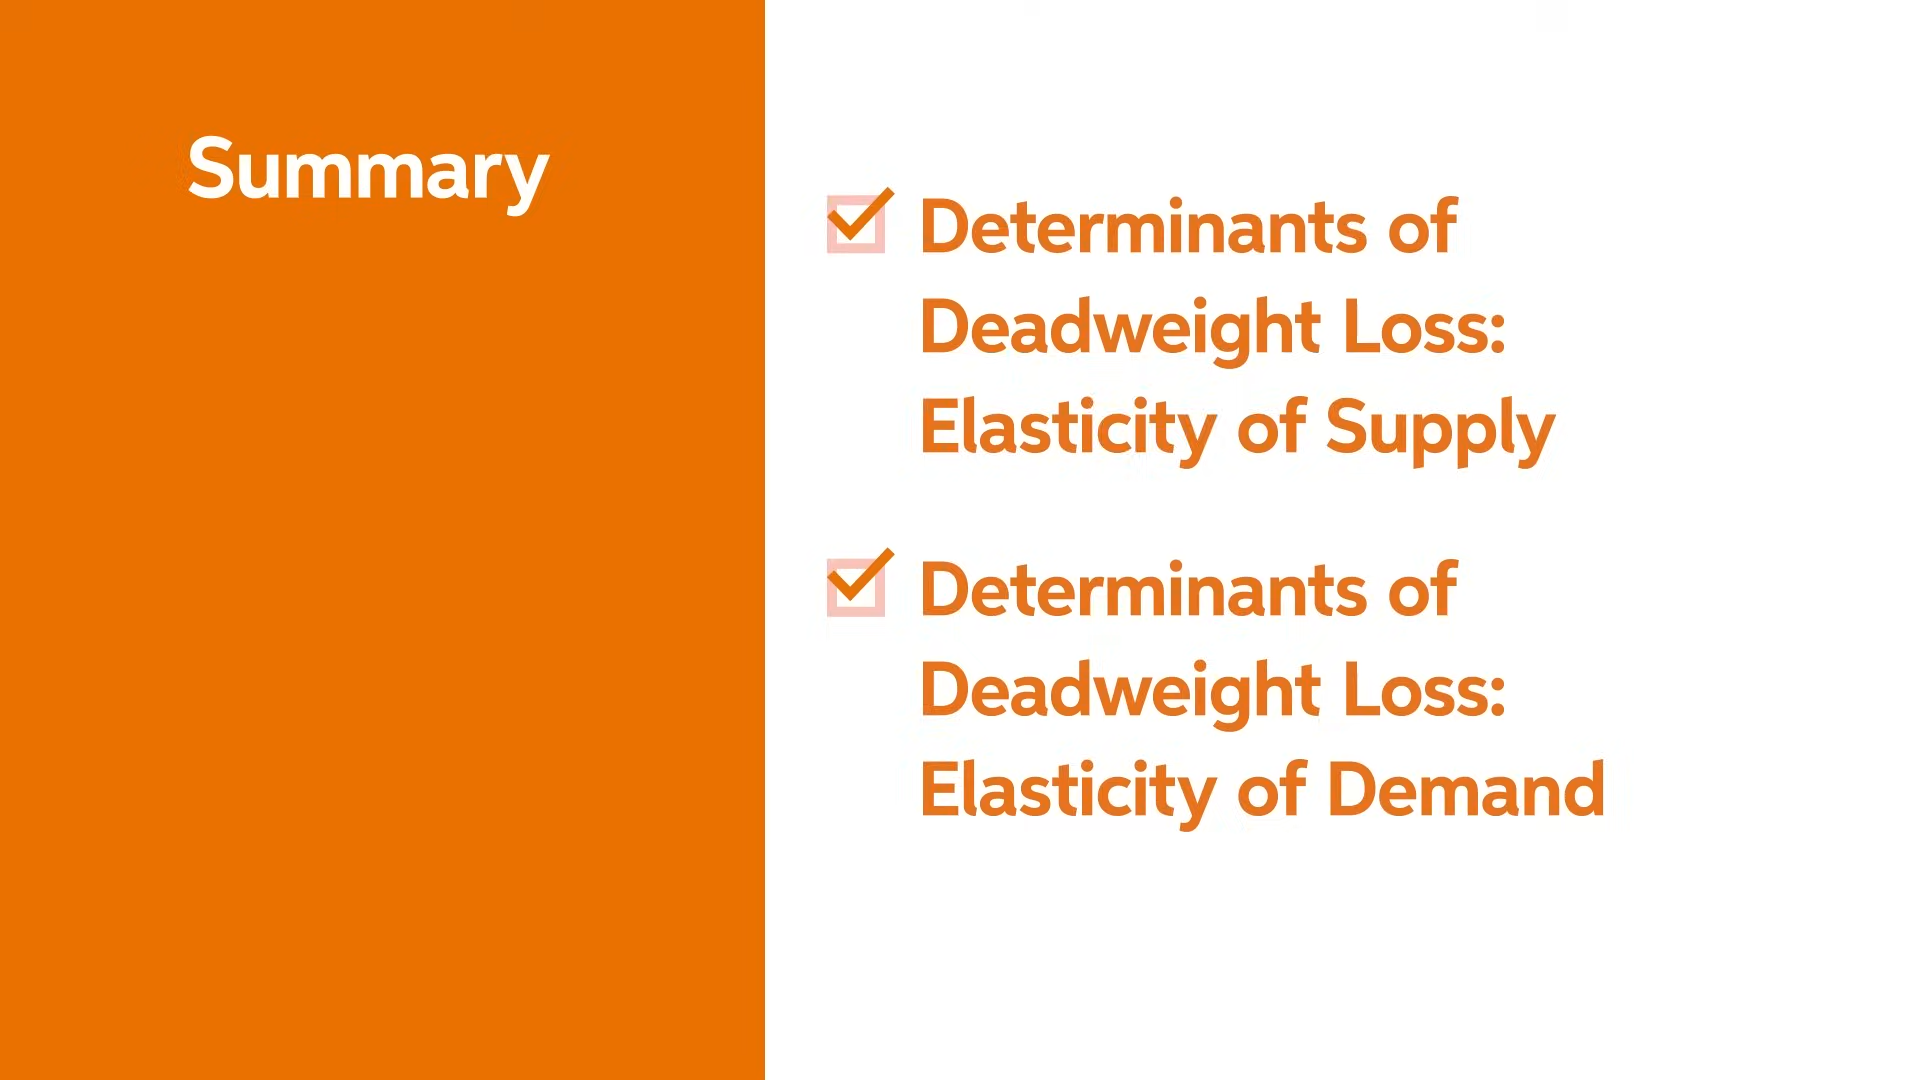 Summary
Determinants of
Deadweight Loss:
Elasticity of Supply
Determinants of
Deadweight Loss:
Elasticity of Demand